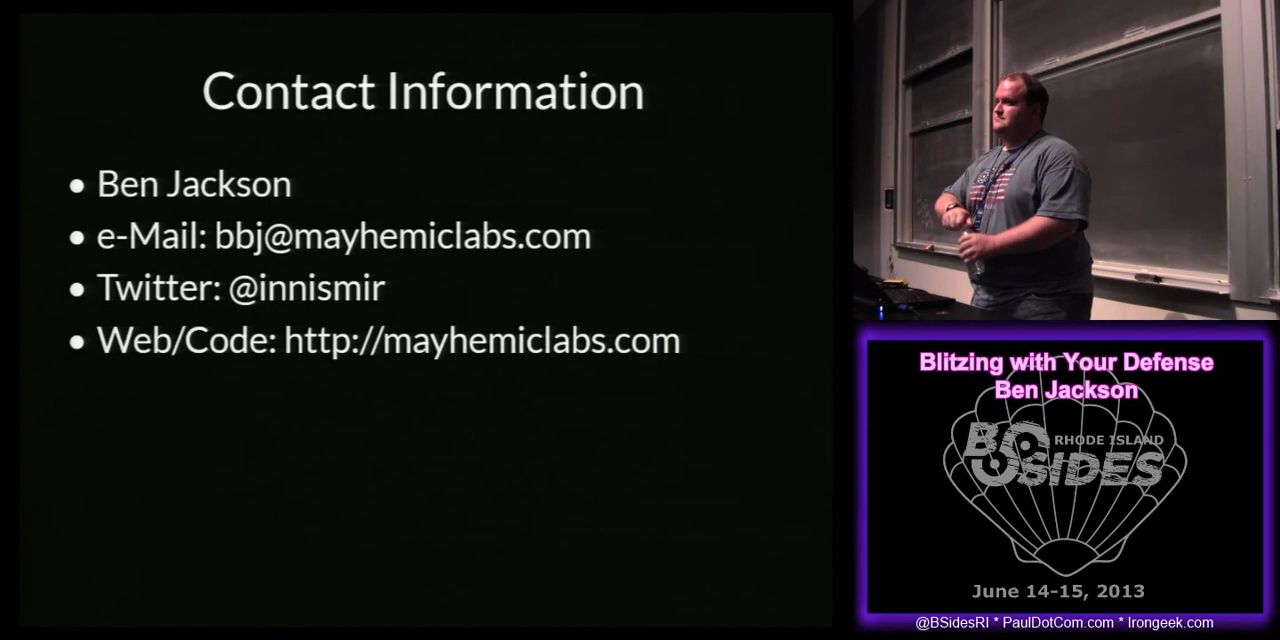 Contact Information
• Ben Jackson
• e-Mail: bbj@mayhemiclabs.com
• Twitter: @innismir
• Web/Code: http://mayhemiclabs.com
Blitzing with Your Defense
Ben Jackson
BSIDES
RHODE ISLAND
June 14-15, 2013
@BSidesRI * PaulDotCom.com * Irongeek.com